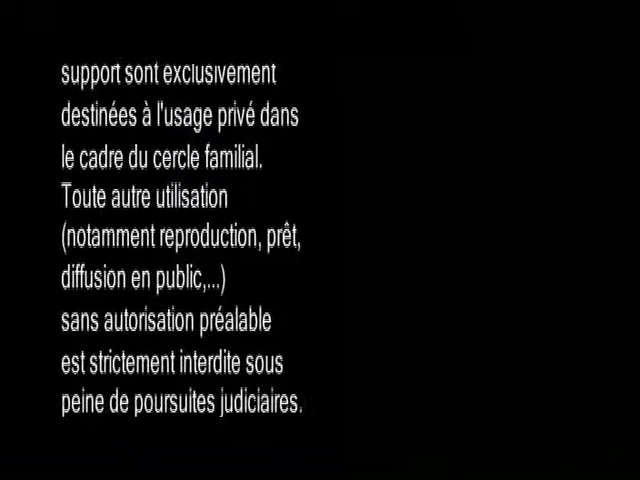 support sont exclusivement
destinées à l'usage privé dans
le cadre du cercle familial.
Toute autre utilisation
(notamment reproduction, prêt,
diffusion en public,...)
sans autorisation préalable
est strictement interdite sous
peine de poursuites judiciaires.